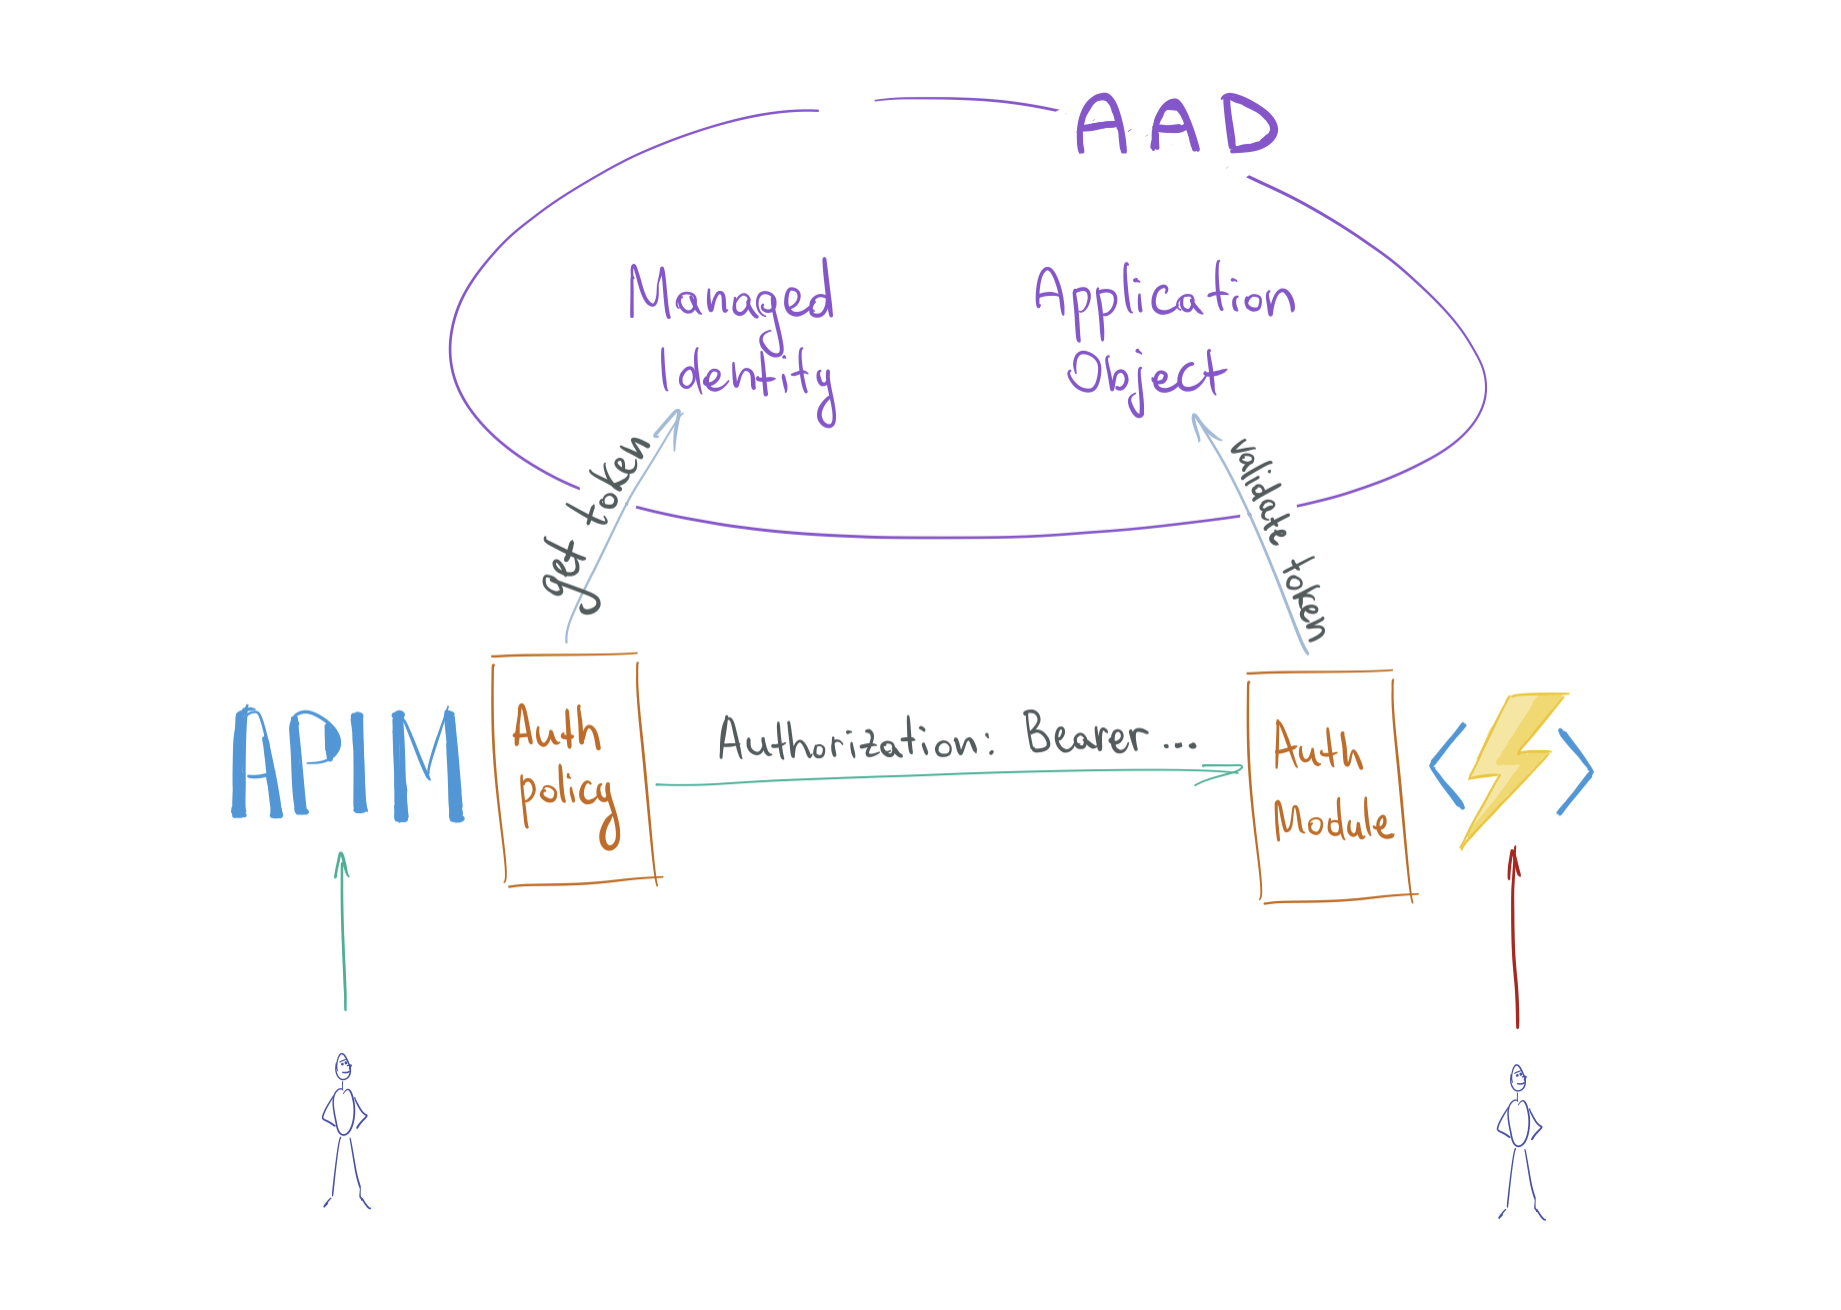 AAD
Managed
Identity
Application
Object
get token
validate token
APIM
Auth
policy
Authorization: Bearer ...
Auth
Module